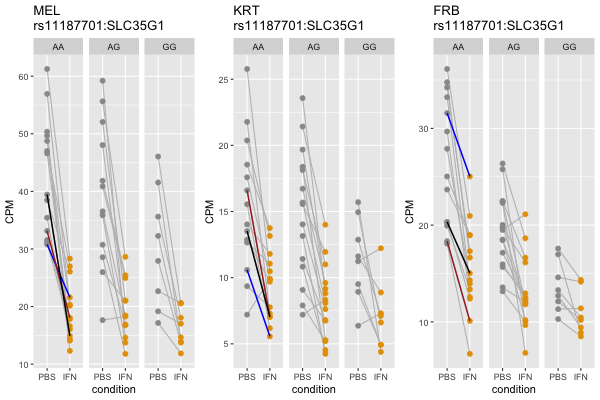 MEL
rs11187701:SLC35G1
AA AG GG
60
50
40
30
20
10
CPM
PBS IFN PBS IFN PBS IFN
condition
KRT
rs11187701:SLC35G1
AA AG GG
25
20
15
10
5
CPM
PBS IFN PBS IFN PBS IFN
condition
FRB
rs11187701:SLC35G1
AA AG GG
30
20
10
CPM
PBS IFN PBS IFN PBS IFN
condition